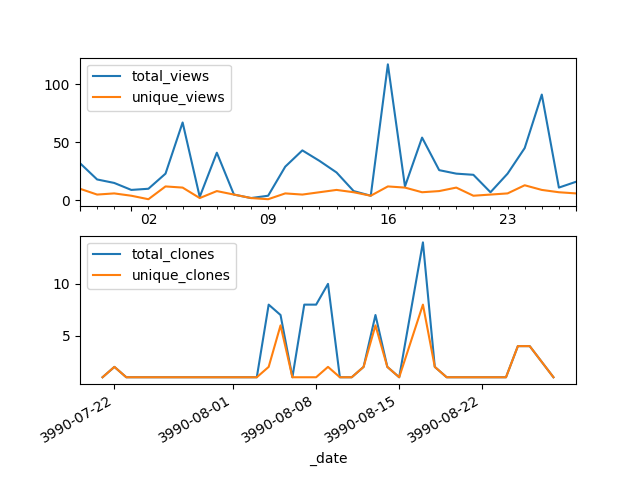 total_views
unique_views
100
50
0
02 09 16 23
total_clones
unique_clones
10
5
3990-07-22 3990-08-01 3990-08-08 3990-08-15 3990-08-22
_date